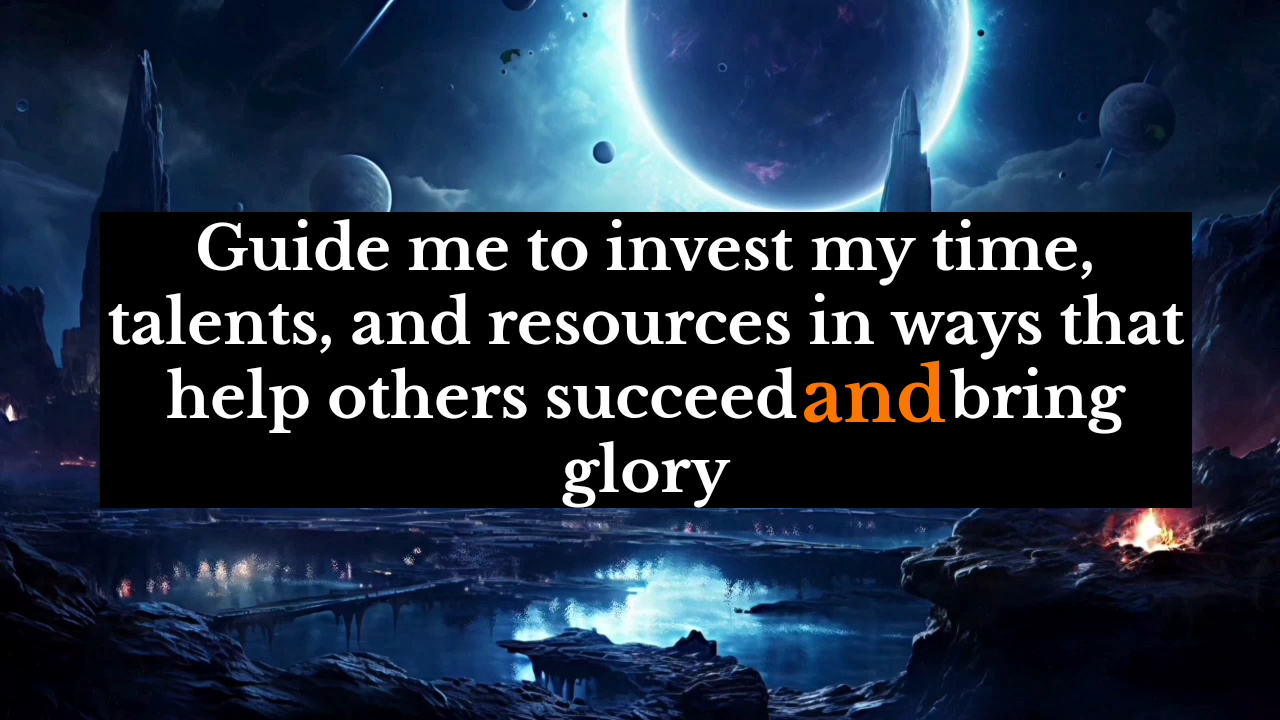 Guide me to invest my time,
talents, and resources in ways that
help others succeed and bring
glory